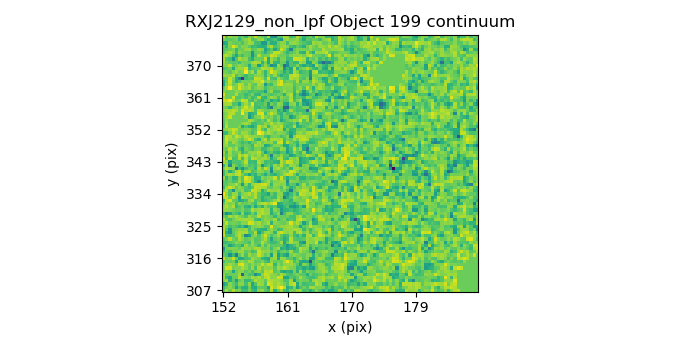 RXJ2129_non_lpf Object 199 continuum
370
361
352
343
334
325
316
307
y (pix)
152 161 170 179
x (pix)